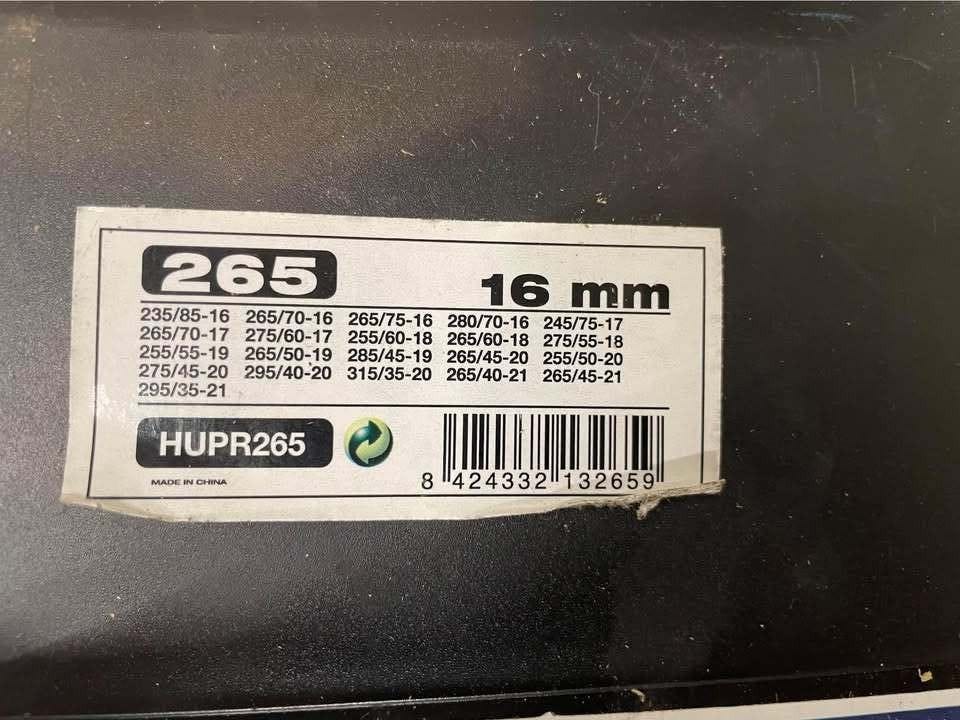 265 16 mm
235/85-16 265/70-16 265/75-16 280/70-16 245/75-17
265/70-17 275/60-17 255/60-18 265/60-18 275/55-18
255/55-19 265/50-19 285/45-19 265/45-20 255/50-20
275/45-20 295/40-20 315/35-20 265/40-21 265/45-21
295/35-21
HUPR265
MADE IN CHINA
8 424332 132659